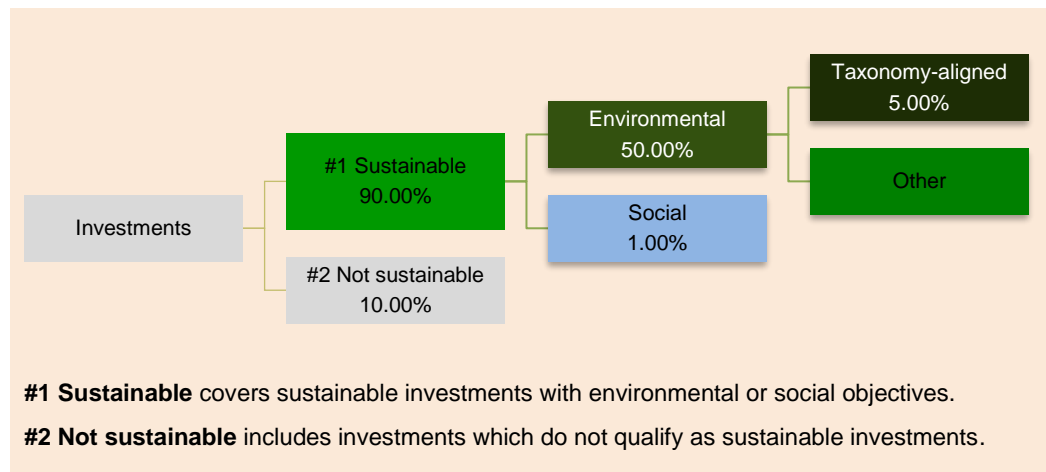 Investments
#1 Sustainable
90.00%
#2 Not sustainable
10.00%
Environmental
50.00%
Social
1.00%
Taxonomy-aligned
5.00%
Other
#1 Sustainable covers sustainable investments with environmental or social objectives.
#2 Not sustainable includes investments which do not qualify as sustainable investments.